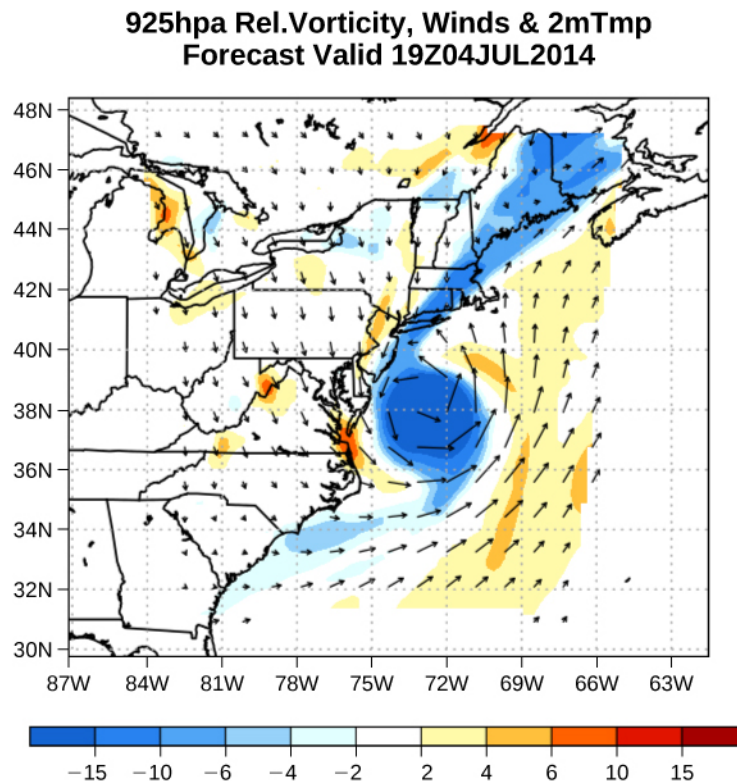 925hpa Rel.Vorticity, Winds & 2mTmp
Forecast Valid 19Z04JUL2014
48N
46N
44N
42N
40N
38N
36N
34N
32N
30N
87W 84W 81W 78W 75W 72W 69W 66W 63W
−15 −10 −6 −4 −2 2 4 6 10 15